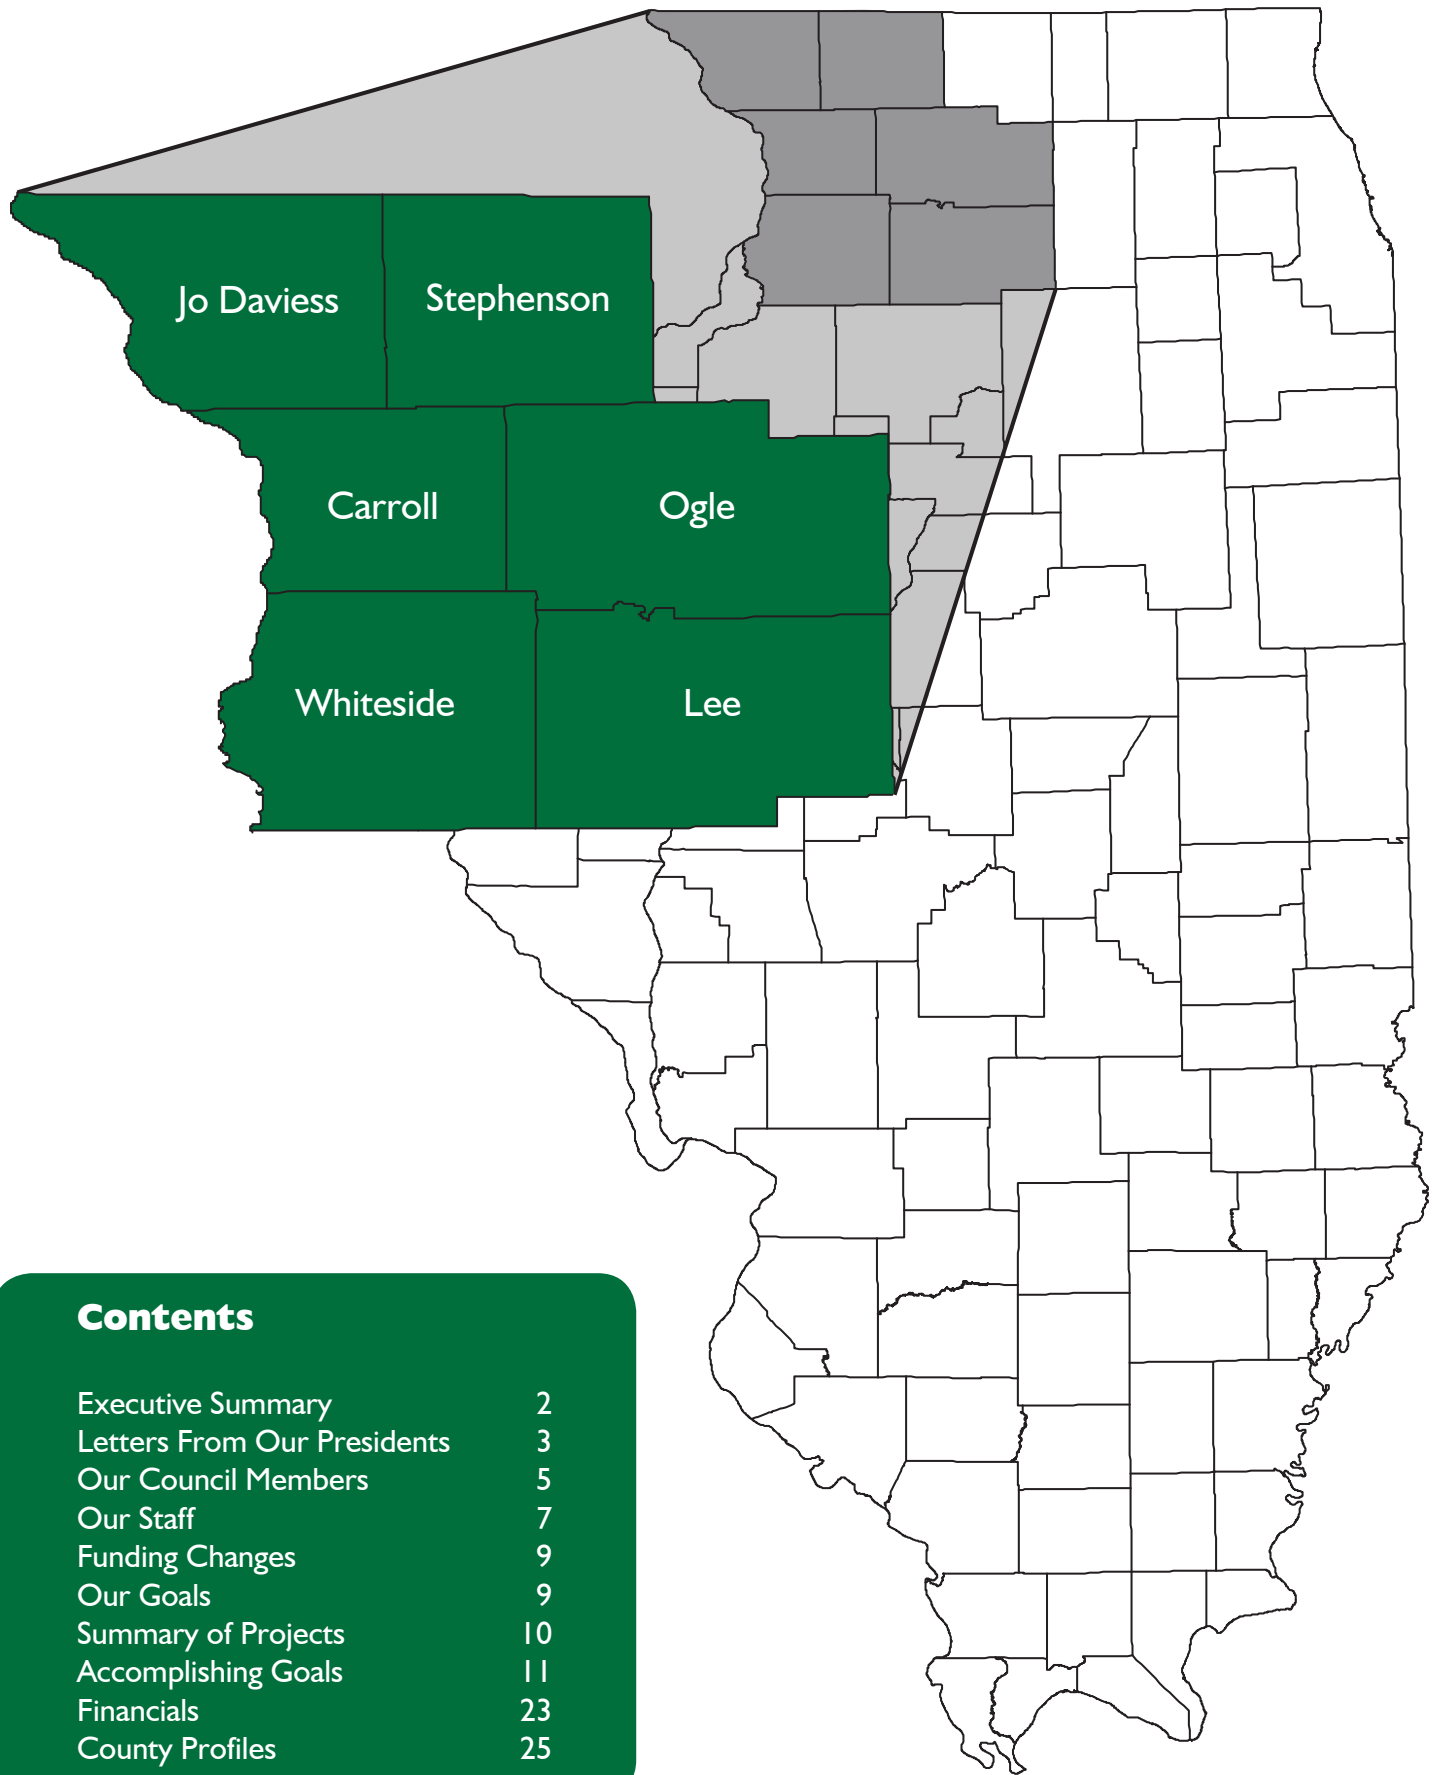 Jo Daviess
Stephenson
Carroll
Ogle
Whiteside
Lee
Contents
Executive Summary 2
Letters From Our Presidents 3
Our Council Members 5
Our Staff 7
Funding Changes 9
Our Goals 9
Summary of Projects 10
Accomplishing Goals 11
Financials 23
County Profiles 25